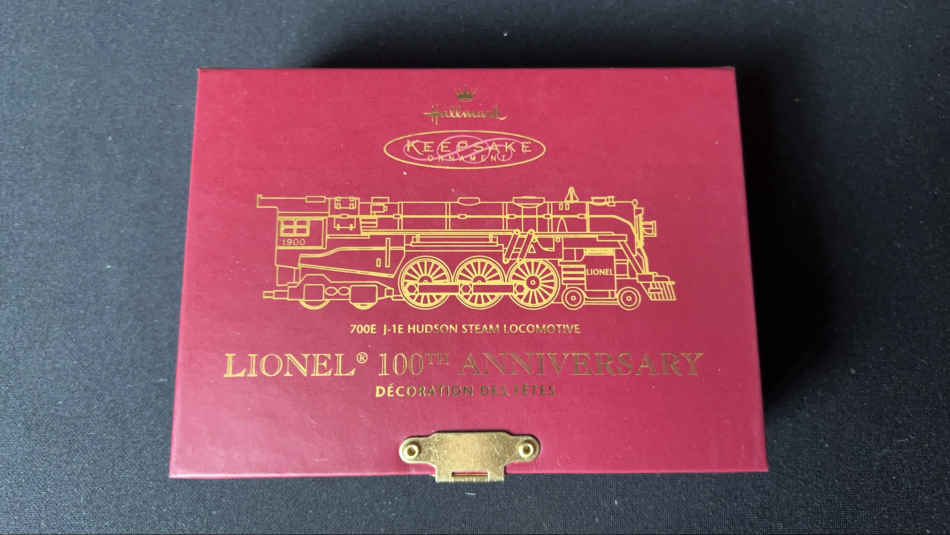 Hallmark
KEEPSAKE
ORNAMENT
1900
LIONEL
700E J-1E HUDSON STEAM LOCOMOTIVE
LIONEL® 100TH ANNIVERSARY
DÉCORATION DES FÊTES